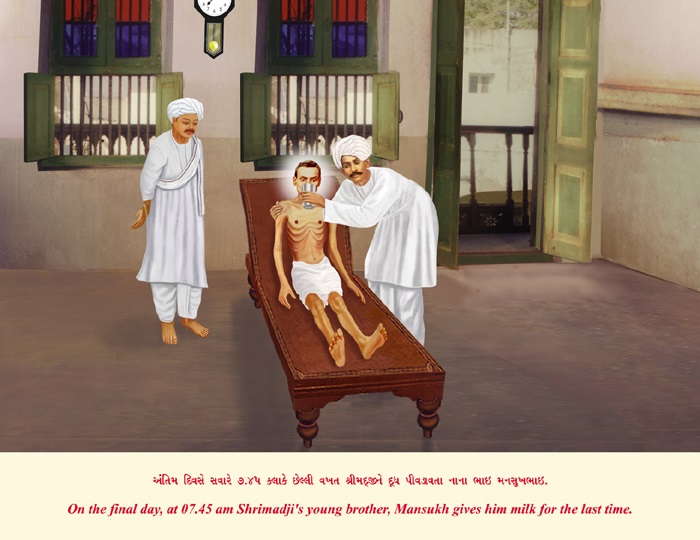 અંતિમ દિવસે સવારે ૭.૪૫ કલાકે છેલ્લી વખત શ્રીમદ્જીને દૂધ પીવડાવતા નાના ભાઇ મનસુખભાઇ.
On the final day, at 07.45 am Shrimadji's young brother, Mansukh gives him milk for the last time.